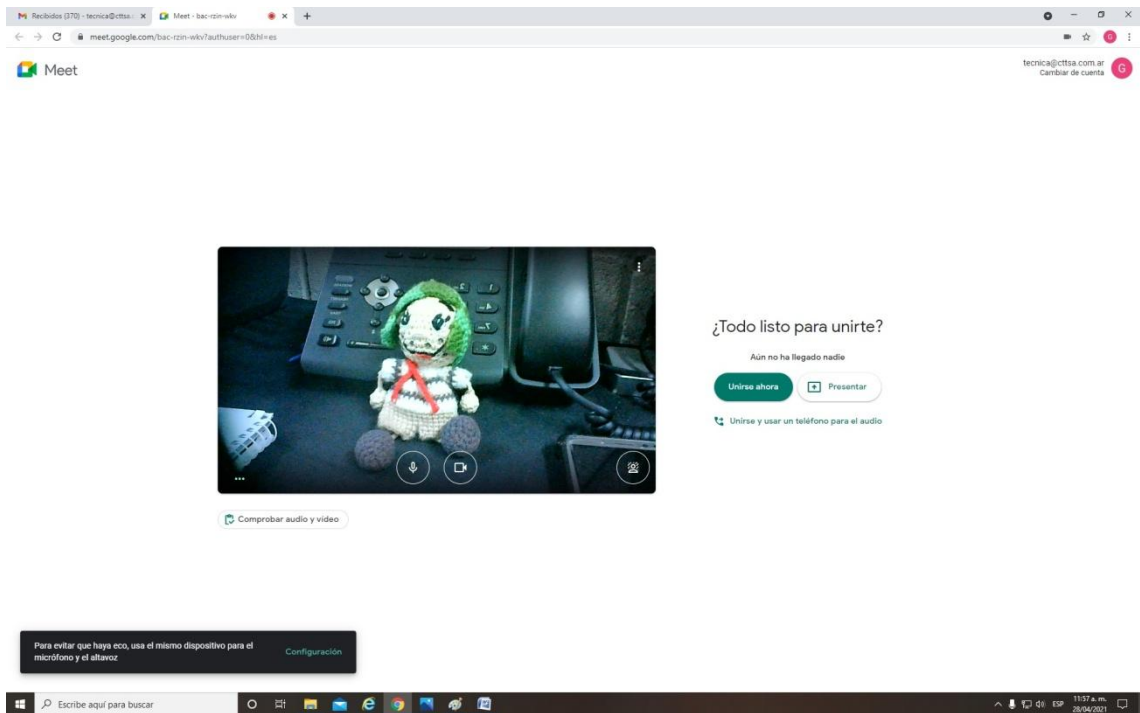 Recibidos (370) - tecnica@cttsa.c
Meet - bac-rzin-wkv
meet.google.com/bac-rzin-wkv?authuser=0&hl=es
G
Meet
tecnica@cttsa.com.ar
Cambiar de cuenta
G
¿Todo listo para unirte?
Aún no ha llegado nadie
Unirse ahora
Presentar
Unirse y usar un teléfono para el audio
Comprobar audio y vídeo
Para evitar que haya eco, usa el mismo dispositivo para el
micrófono y el altavoz
Configuración
Escribe aquí para buscar
ESP
11:57 a. m.
28/04/2021